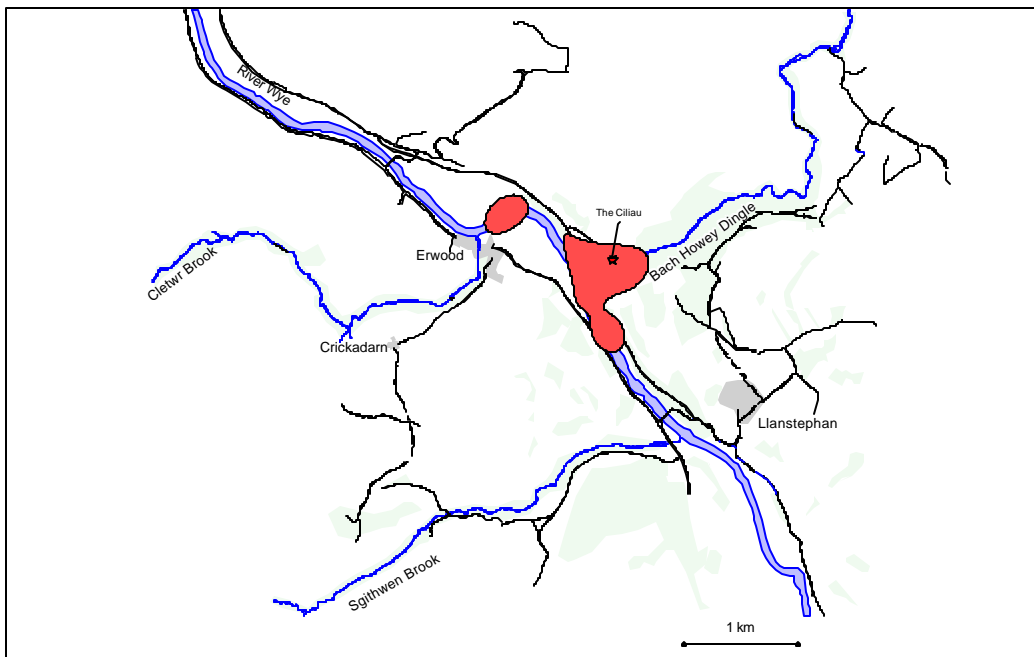 River Wye
The Ciliau
Bach Howey Dingle
Erwood
Cletwr Brook
Crickadarn
Llanstephan
Sgithwen Brook
1 km